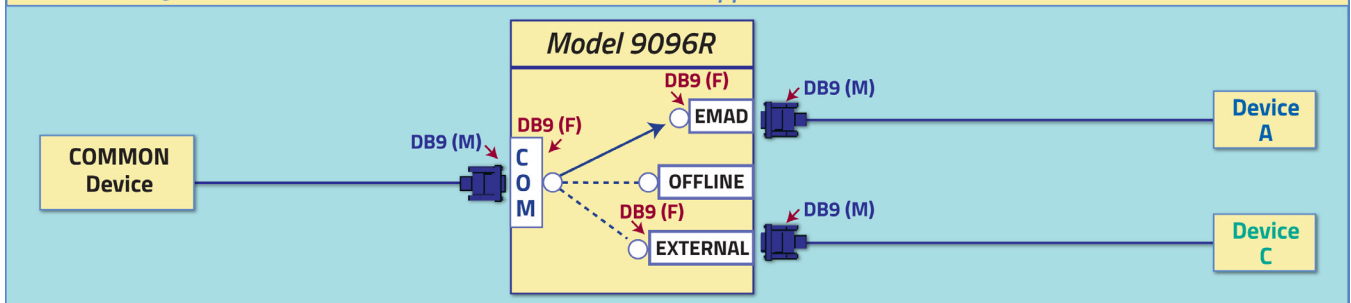 Model 9096R
DB9 (F)
EMAD
DB9 (M)
Device
A
COMMON
Device
DB9 (M)
DB9 (F)
C
O
M
OFFLINE
DB9 (F)
EXTERNAL
DB9 (M)
Device
C